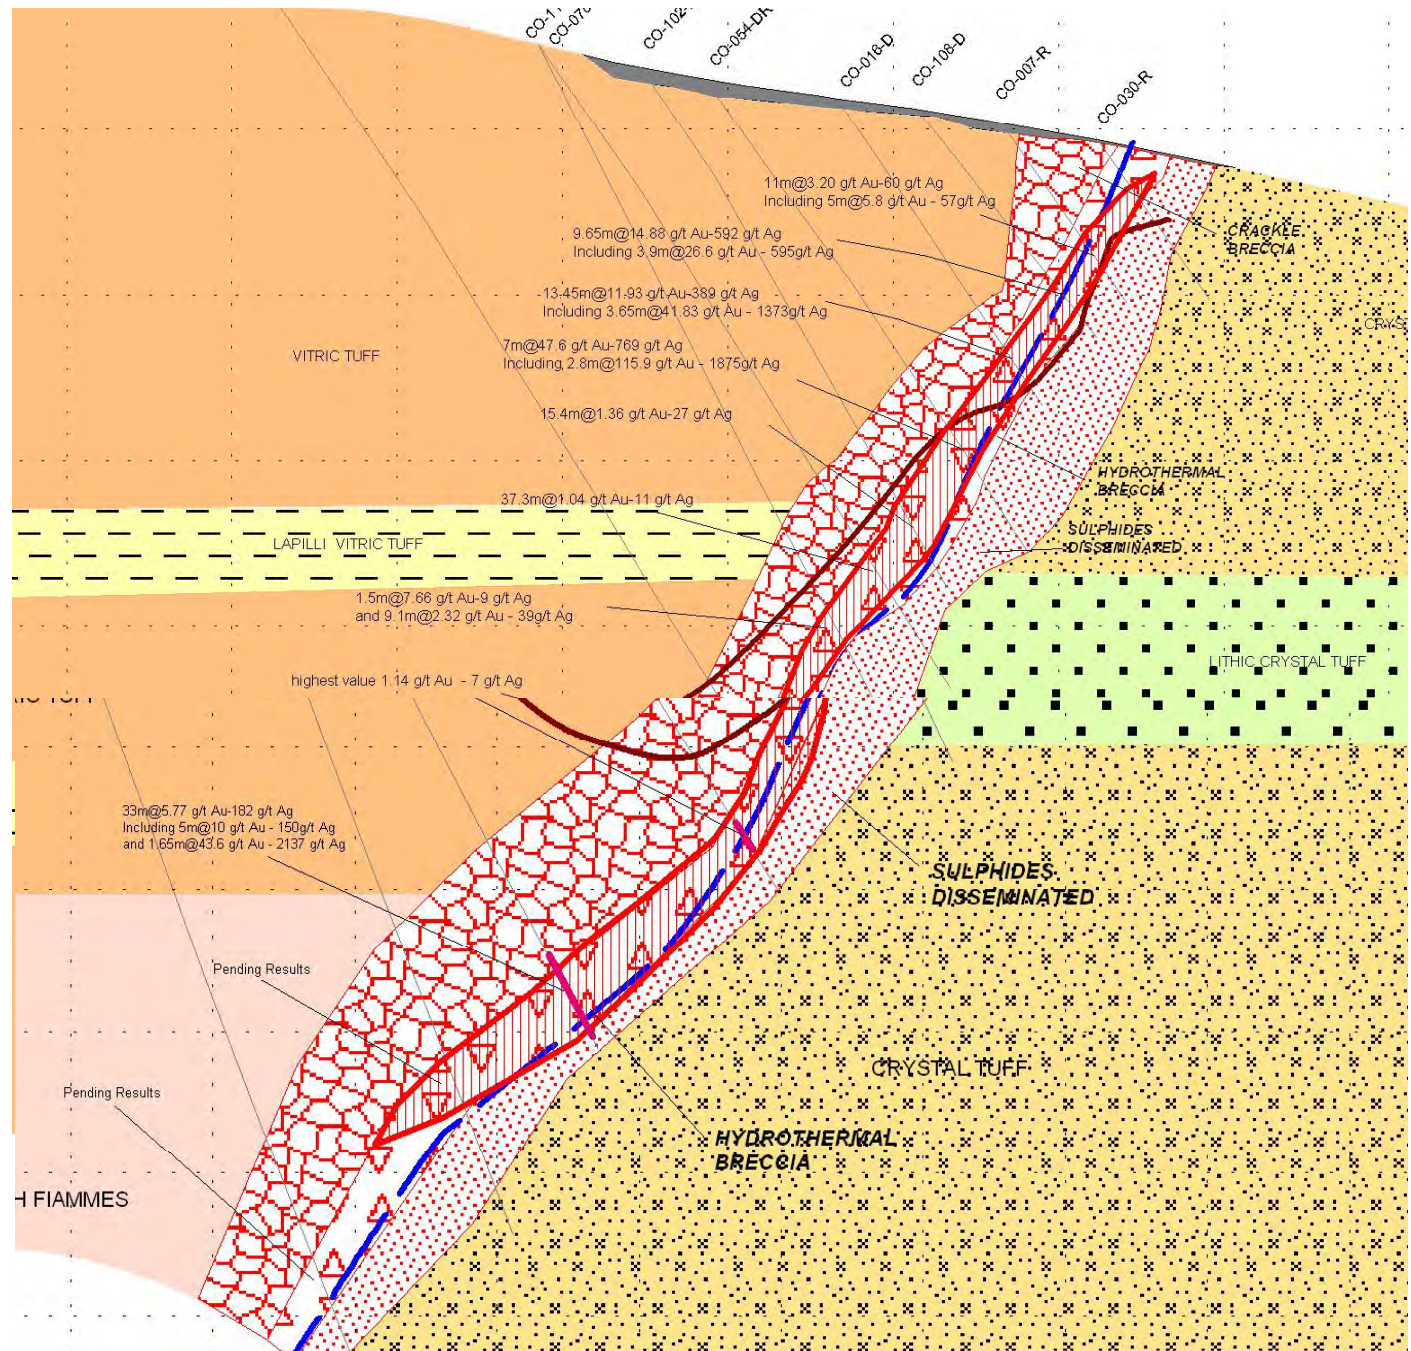 CO-102-
CO-054-DR
CO-016-D
CO-108-D
CO-007-R
CO-030-R
11m@3.20 g/t Au-60 g/t Ag
Including 5m@5.8 g/t Au - 57g/t Ag
9.65m@14.88 g/t Au-592 g/t Ag
Including 3.9m@26.6 g/t Au - 595g/t Ag
CRACKLE
BRECCIA
13.45m@11.93 g/t Au-389 g/t Ag
Including 3.65m@41.83 g/t Au - 1373g/t Ag
CRYS
VITRIC TUFF
7m@47.6 g/t Au-769 g/t Ag
Including 2.8m@115.9 g/t Au - 1875g/t Ag
15.4m@1.36 g/t Au-27 g/t Ag
HYDROTHERMAL
BRECCIA
37.3m@1.04 g/t Au-11 g/t Ag
SULPHIDES
DISSEMINATED
LAPILLI VITRIC TUFF
1.5m@7.66 g/t Au-9 g/t Ag
and 9.1m@2.32 g/t Au - 39g/t Ag
LITHIC CRYSTAL TUFF
highest value 1.14 g/t Au - 7 g/t Ag
33m@5.77 g/t Au-182 g/t Ag
Including 5m@10 g/t Au - 150g/t Ag
and 1.65m@43.6 g/t Au - 2137 g/t Ag
SULPHIDES
DISSEMINATED
Pending Results
CRYSTAL TUFF
Pending Results
HYDROTHERMAL
BRECCIA
H FIAMMES